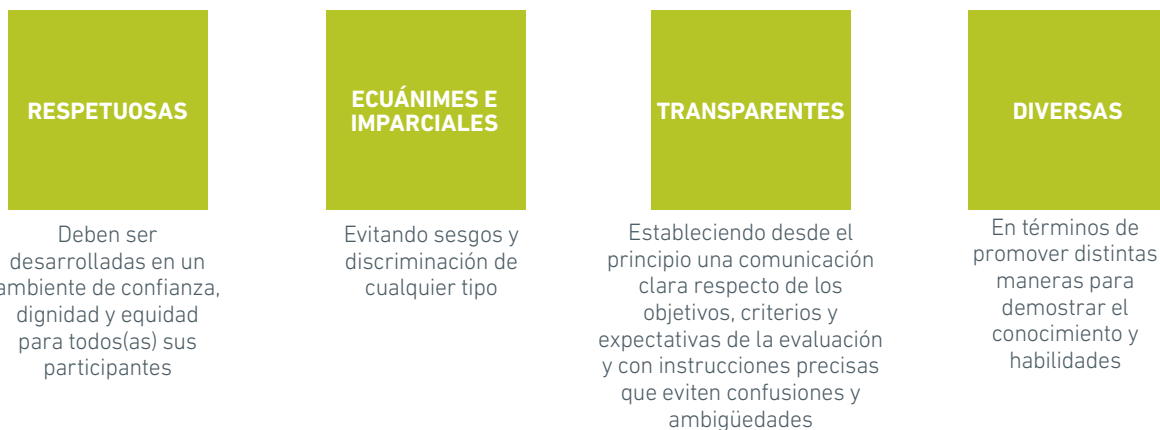 RESPETUOSAS
Deben ser
desarrolladas en un
ambiente de confianza,
dignidad y equidad
para todos(as) sus
participantes
ECUÁNIMES E
IMPARCIALES
Evitando sesgos y
discriminación de
cualquier tipo
TRANSPARENTES
Estableciendo desde el
principio una comunicación
clara respecto de los
objetivos, criterios y
expectativas de la evaluación
y con instrucciones precisas
que eviten confusiones y
ambigüedades
DIVERSAS
En términos de
promover distintas
maneras para
demostrar el
conocimiento y
habilidades